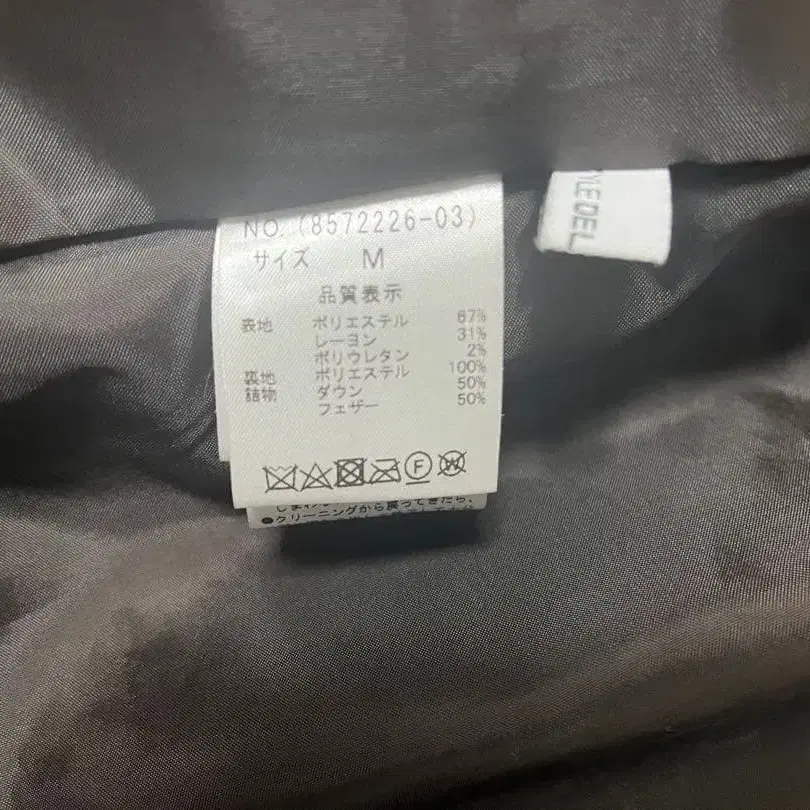 NO. (8572226-03)
サイズ M
品質表示
表地 ポリエステル 67%
レーヨン 31%
ポリウレタン 2%
裏地 ポリエステル 100%
詰物 ダウン 50%
フェザー 50%
F W
●クリーニングから戻ってきたら、
YLE DEL